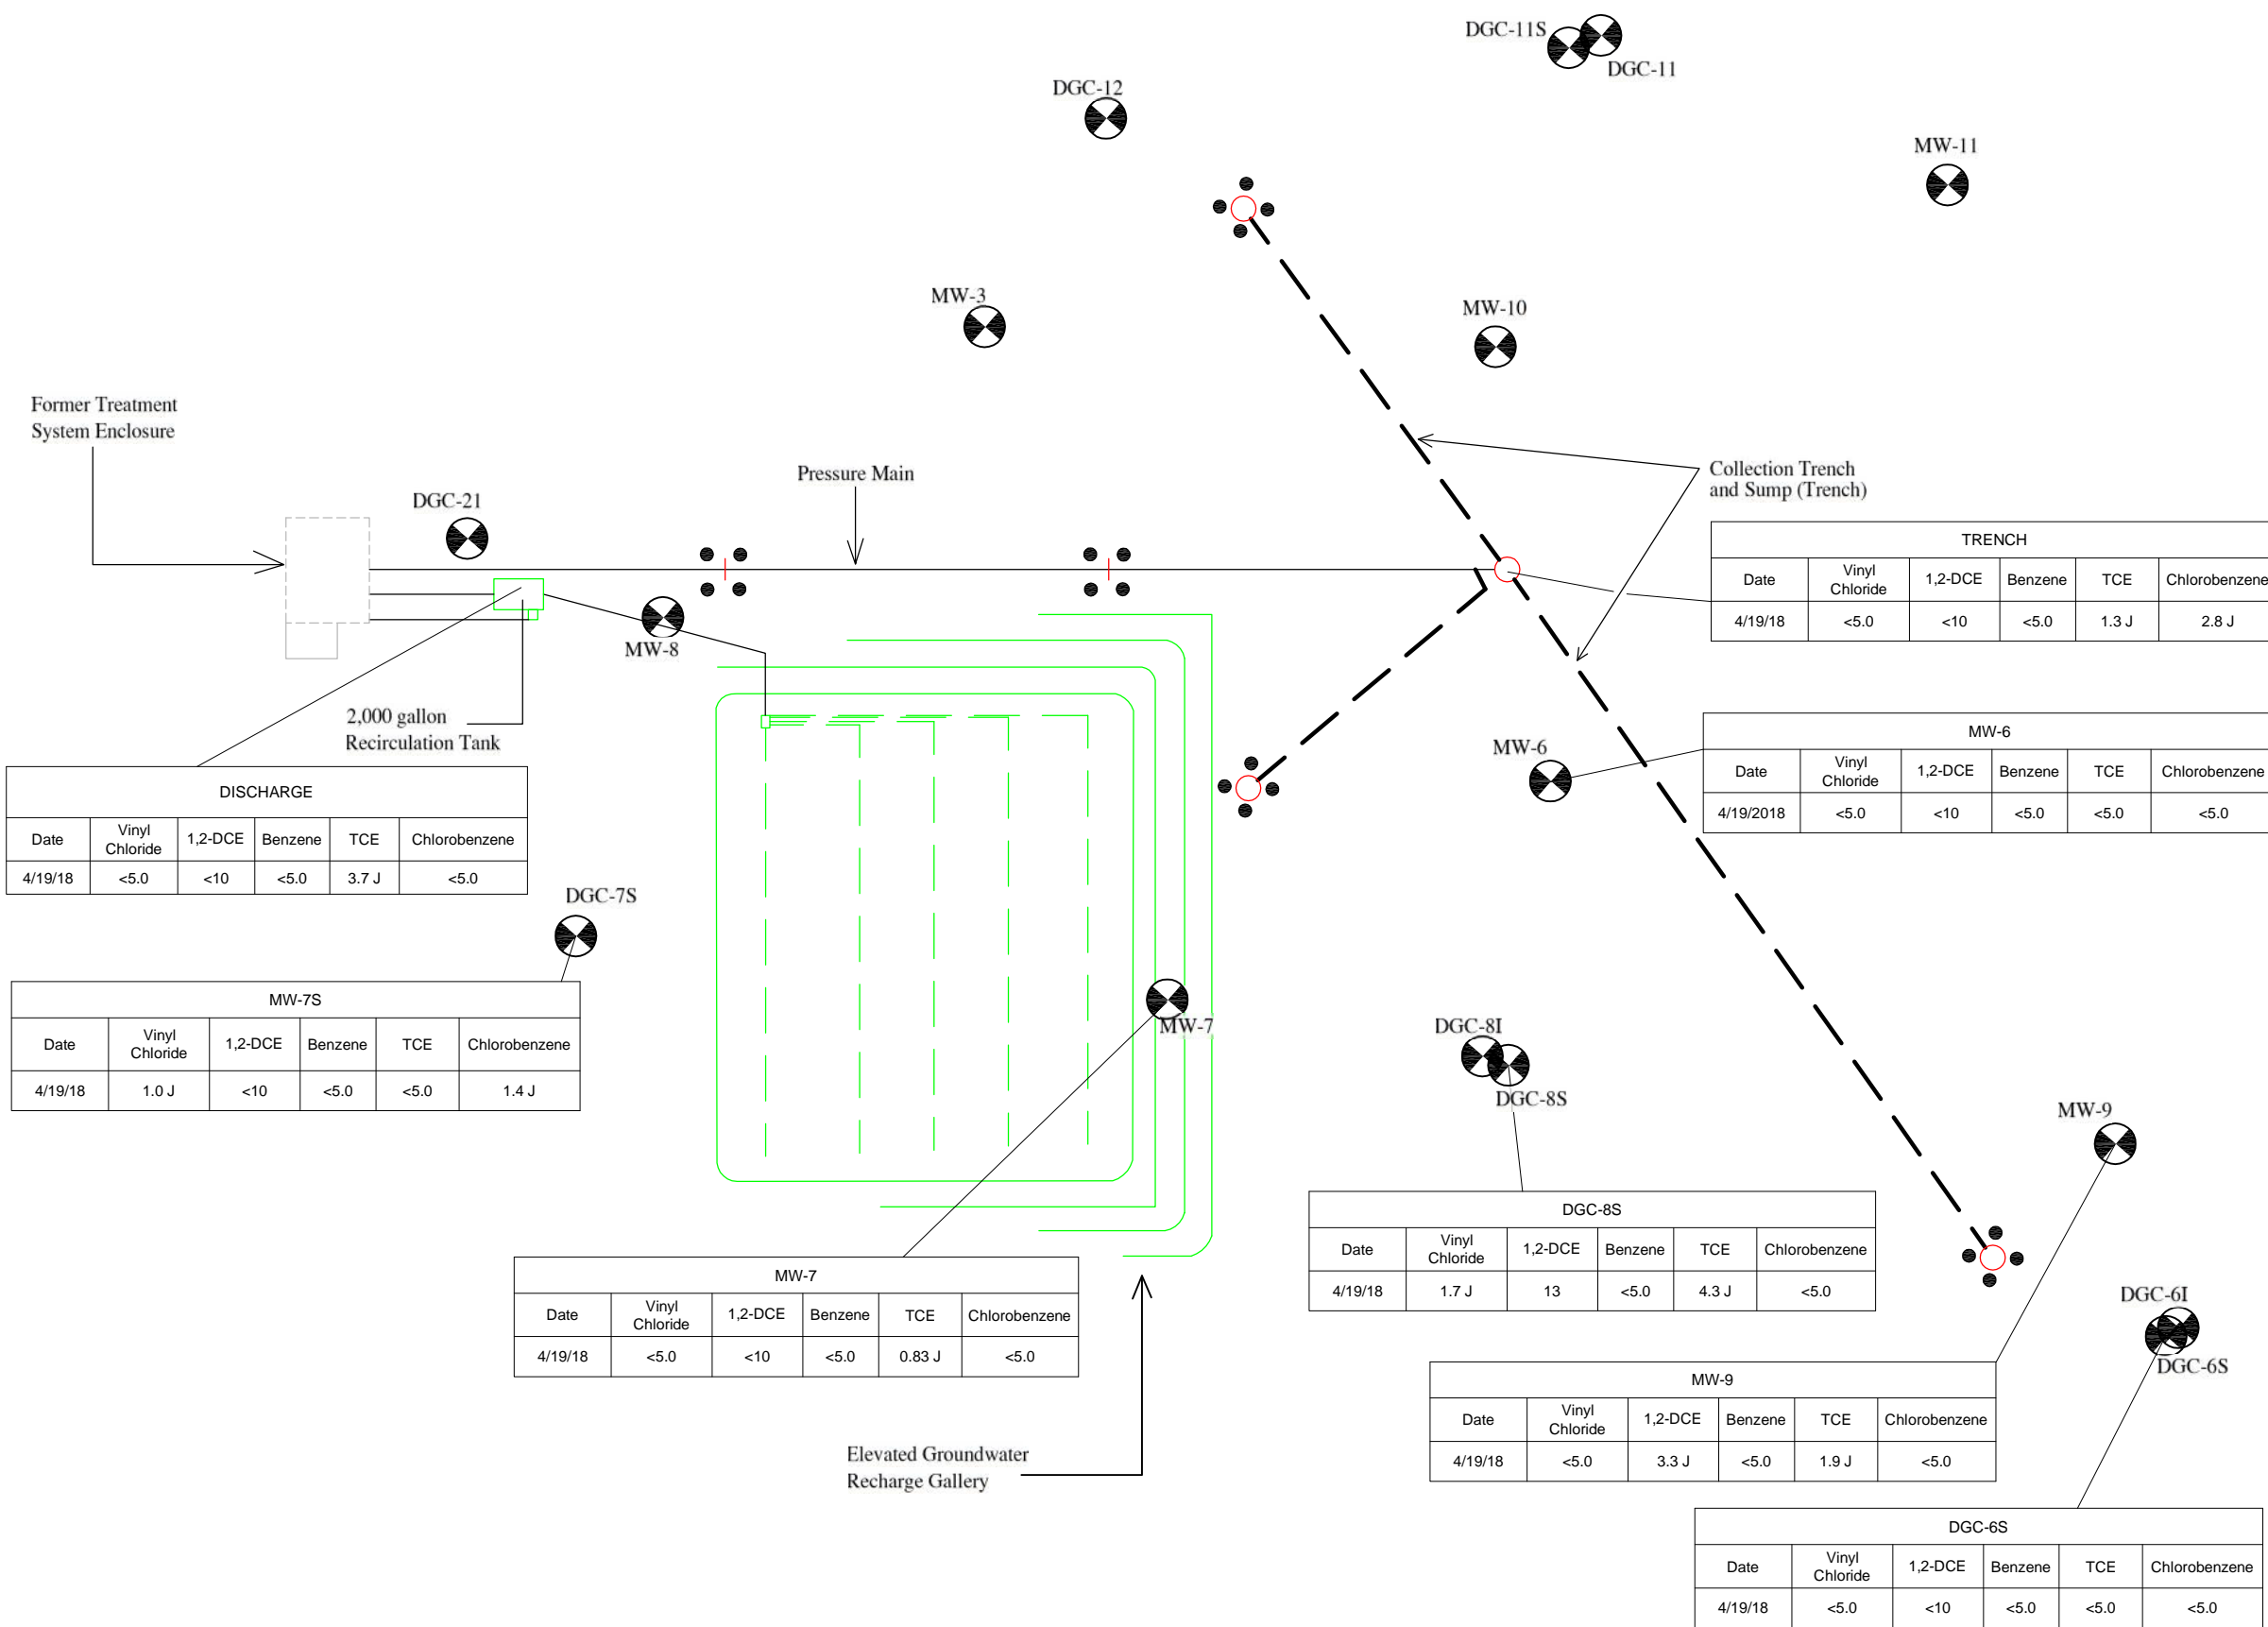 DGC-11S
DGC-11
DGC-12
MW-11
MW-3
MW-10
Former Treatment
System Enclosure
Pressure Main
Collection Trench
and Sump (Trench)
DGC-21
TRENCH
Date Vinyl Chloride 1,2-DCE Benzene TCE Chlorobenzene
4/19/18 <5.0 <10 <5.0 1.3 J 2.8 J
MW-8
2,000 gallon
Recirculation Tank
MW-6
MW-6
Date Vinyl Chloride 1,2-DCE Benzene TCE Chlorobenzene
4/19/2018 <5.0 <10 <5.0 <5.0 <5.0
DISCHARGE
Date Vinyl Chloride 1,2-DCE Benzene TCE Chlorobenzene
4/19/18 <5.0 <10 <5.0 3.7 J <5.0
DGC-7S
MW-7S
Date Vinyl Chloride 1,2-DCE Benzene TCE Chlorobenzene
4/19/18 1.0 J <10 <5.0 <5.0 1.4 J
MW-7
DGC-8I
DGC-8S
MW-9
DGC-8S
Date Vinyl Chloride 1,2-DCE Benzene TCE Chlorobenzene
4/19/18 1.7 J 13 <5.0 4.3 J <5.0
MW-7
Date Vinyl Chloride 1,2-DCE Benzene TCE Chlorobenzene
4/19/18 <5.0 <10 <5.0 0.83 J <5.0
DGC-6I
DGC-6S
MW-9
Date Vinyl Chloride 1,2-DCE Benzene TCE Chlorobenzene
4/19/18 <5.0 3.3 J <5.0 1.9 J <5.0
Elevated Groundwater
Recharge Gallery
DGC-6S
Date Vinyl Chloride 1,2-DCE Benzene TCE Chlorobenzene
4/19/18 <5.0 <10 <5.0 <5.0 <5.0